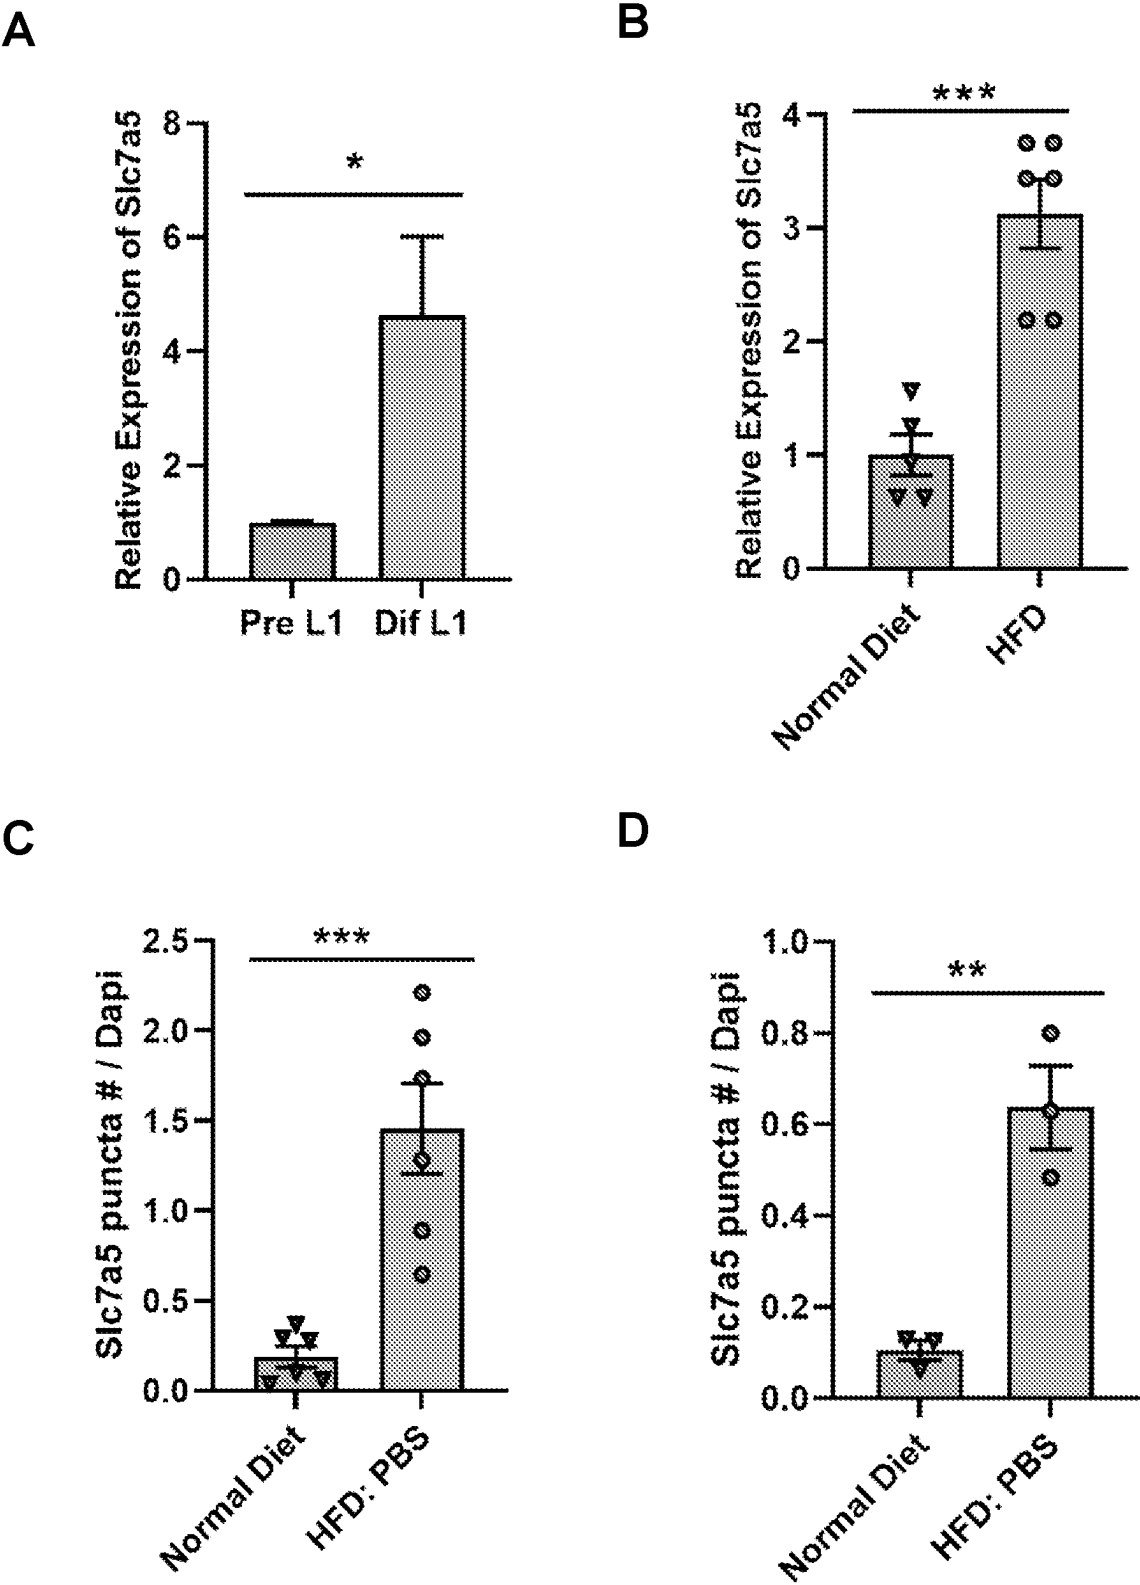 A
Relative Expression of Slc7a5
8
6
4
2
0
*
Pre L1
Dif L1
B
Relative Expression of Slc7a5
4
3
2
1
0
***
Normal Diet
HFD
C
Slc7a5 puncta # / Dapi
2.5
2.0
1.5
1.0
0.5
0.0
***
Normal Diet
HFD: PBS
D
Slc7a5 puncta # / Dapi
1.0
0.8
0.6
0.4
0.2
0.0
**
Normal Diet
HFD: PBS